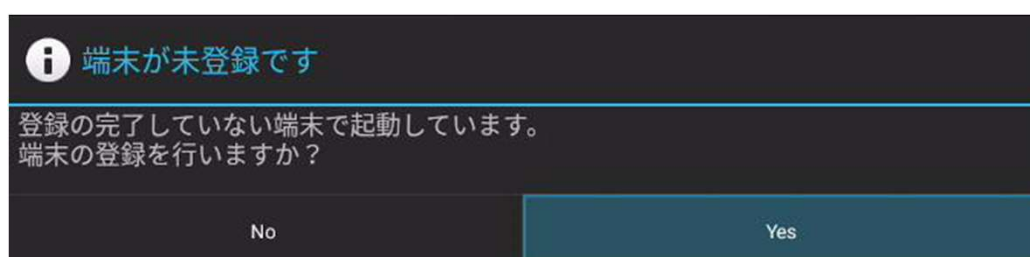 端末が未登録です
登録の完了していない端末で起動しています。
端末の登録を行いますか？
No
Yes